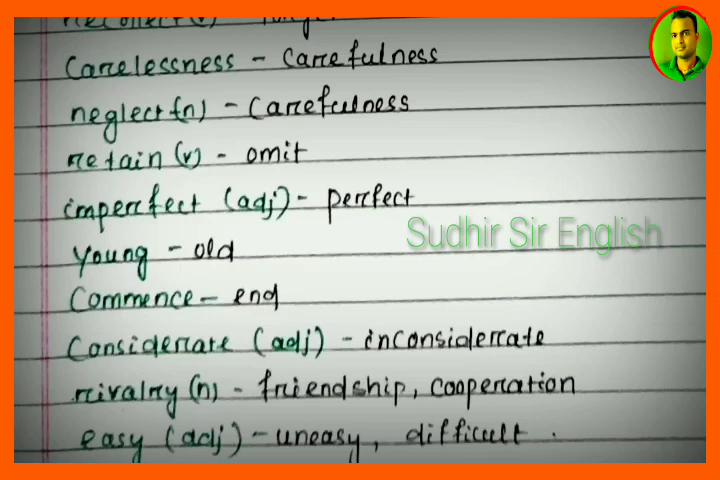 Carelessness - Carefulness
neglect (n) - Carefulness
retain (v) - omit
imperfect (adj) - perfect
Sudhir Sir English
young - old
Commence - end
Considerate (adj) - inconsiderate
rivalry (n) - friendship, cooperation
easy (adj) - uneasy, difficult.